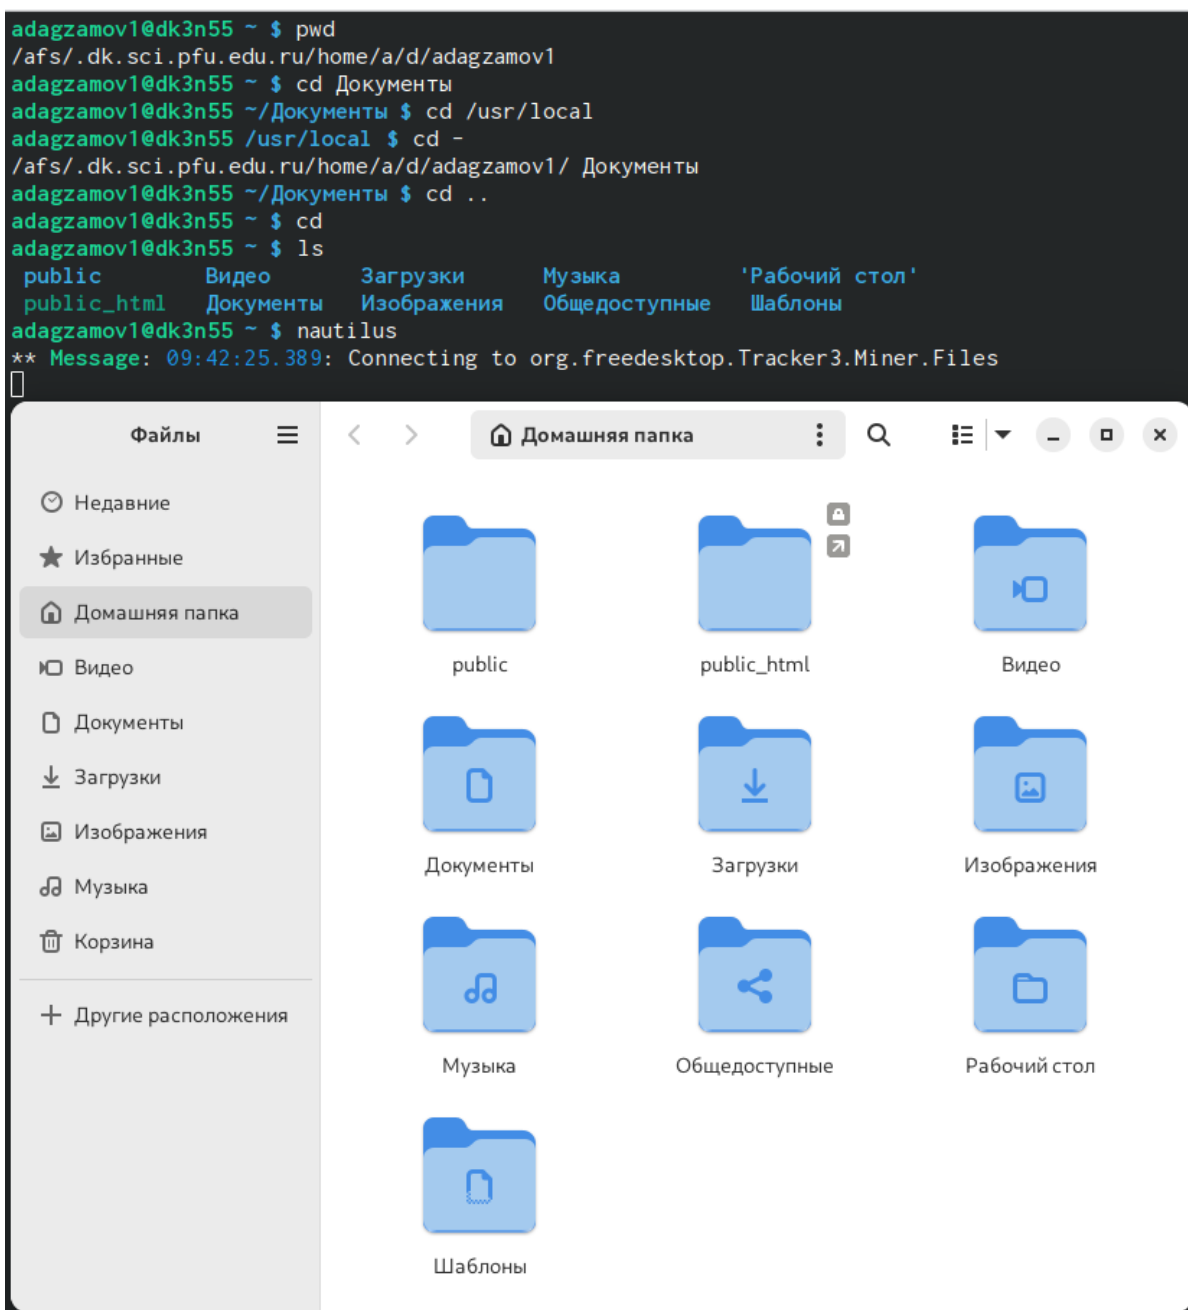 adagzamov1@dk3n55 ~ $ pwd
/afs/.dk.sci.pfu.edu.ru/home/a/d/adagzamov1
adagzamov1@dk3n55 ~ $ cd Документы
adagzamov1@dk3n55 ~/Документы $ cd /usr/local
adagzamov1@dk3n55 /usr/local $ cd -
/afs/.dk.sci.pfu.edu.ru/home/a/d/adagzamov1/ Документы
adagzamov1@dk3n55 ~/Документы $ cd ..
adagzamov1@dk3n55 ~ $ cd
adagzamov1@dk3n55 ~ $ ls
public Видео Загрузки Музыка 'Рабочий стол'
public_html Документы Изображения Общедоступные Шаблоны
adagzamov1@dk3n55 ~ $ nautilus
** Message: 09:42:25.389: Connecting to org.freedesktop.Tracker3.Miner.Files
Файлы
Домашняя папка
Недавние
Избранные
Домашняя папка
Видео
Документы
Загрузки
Изображения
Музыка
Корзина
Другие расположения
public public_html Видео
Документы Загрузки Изображения
Музыка Общедоступные Рабочий стол
Шаблоны